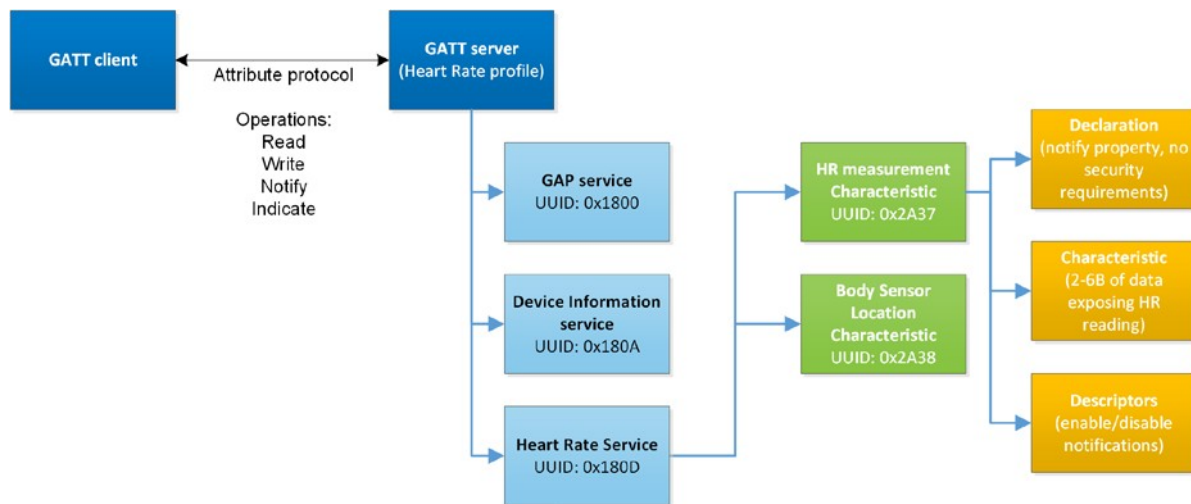 GATT client
Attribute protocol
Operations:
Read
Write
Notify
Indicate
GATT server
(Heart Rate profile)
GAP service
UUID: 0x1800
Device Information
service
UUID: 0x180A
Heart Rate Service
UUID: 0x180D
HR measurement
Characteristic
UUID: 0x2A37
Body Sensor
Location
Characteristic
UUID: 0x2A38
Declaration
(notify property, no
security
requirements)
Characteristic
(2-6B of data
exposing HR
reading)
Descriptors
(enable/disable
notifications)